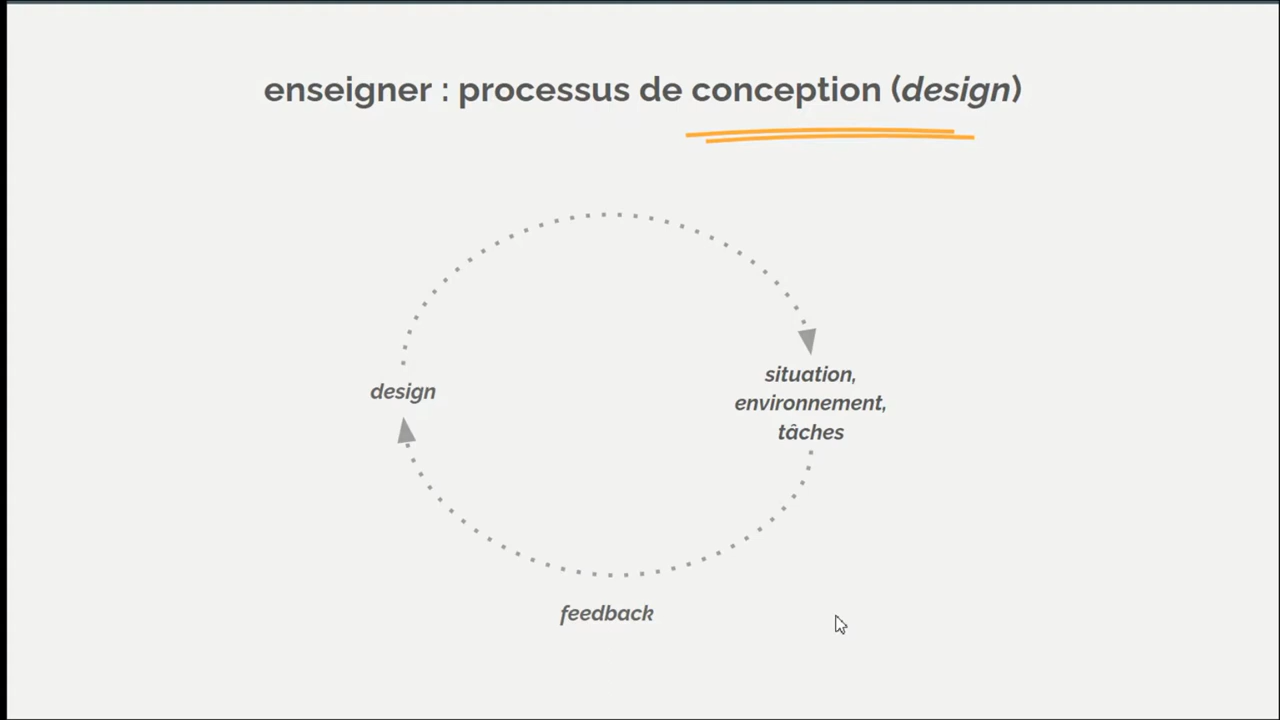 enseigner : processus de conception (design)
design
situation,
environnement,
tâches
feedback